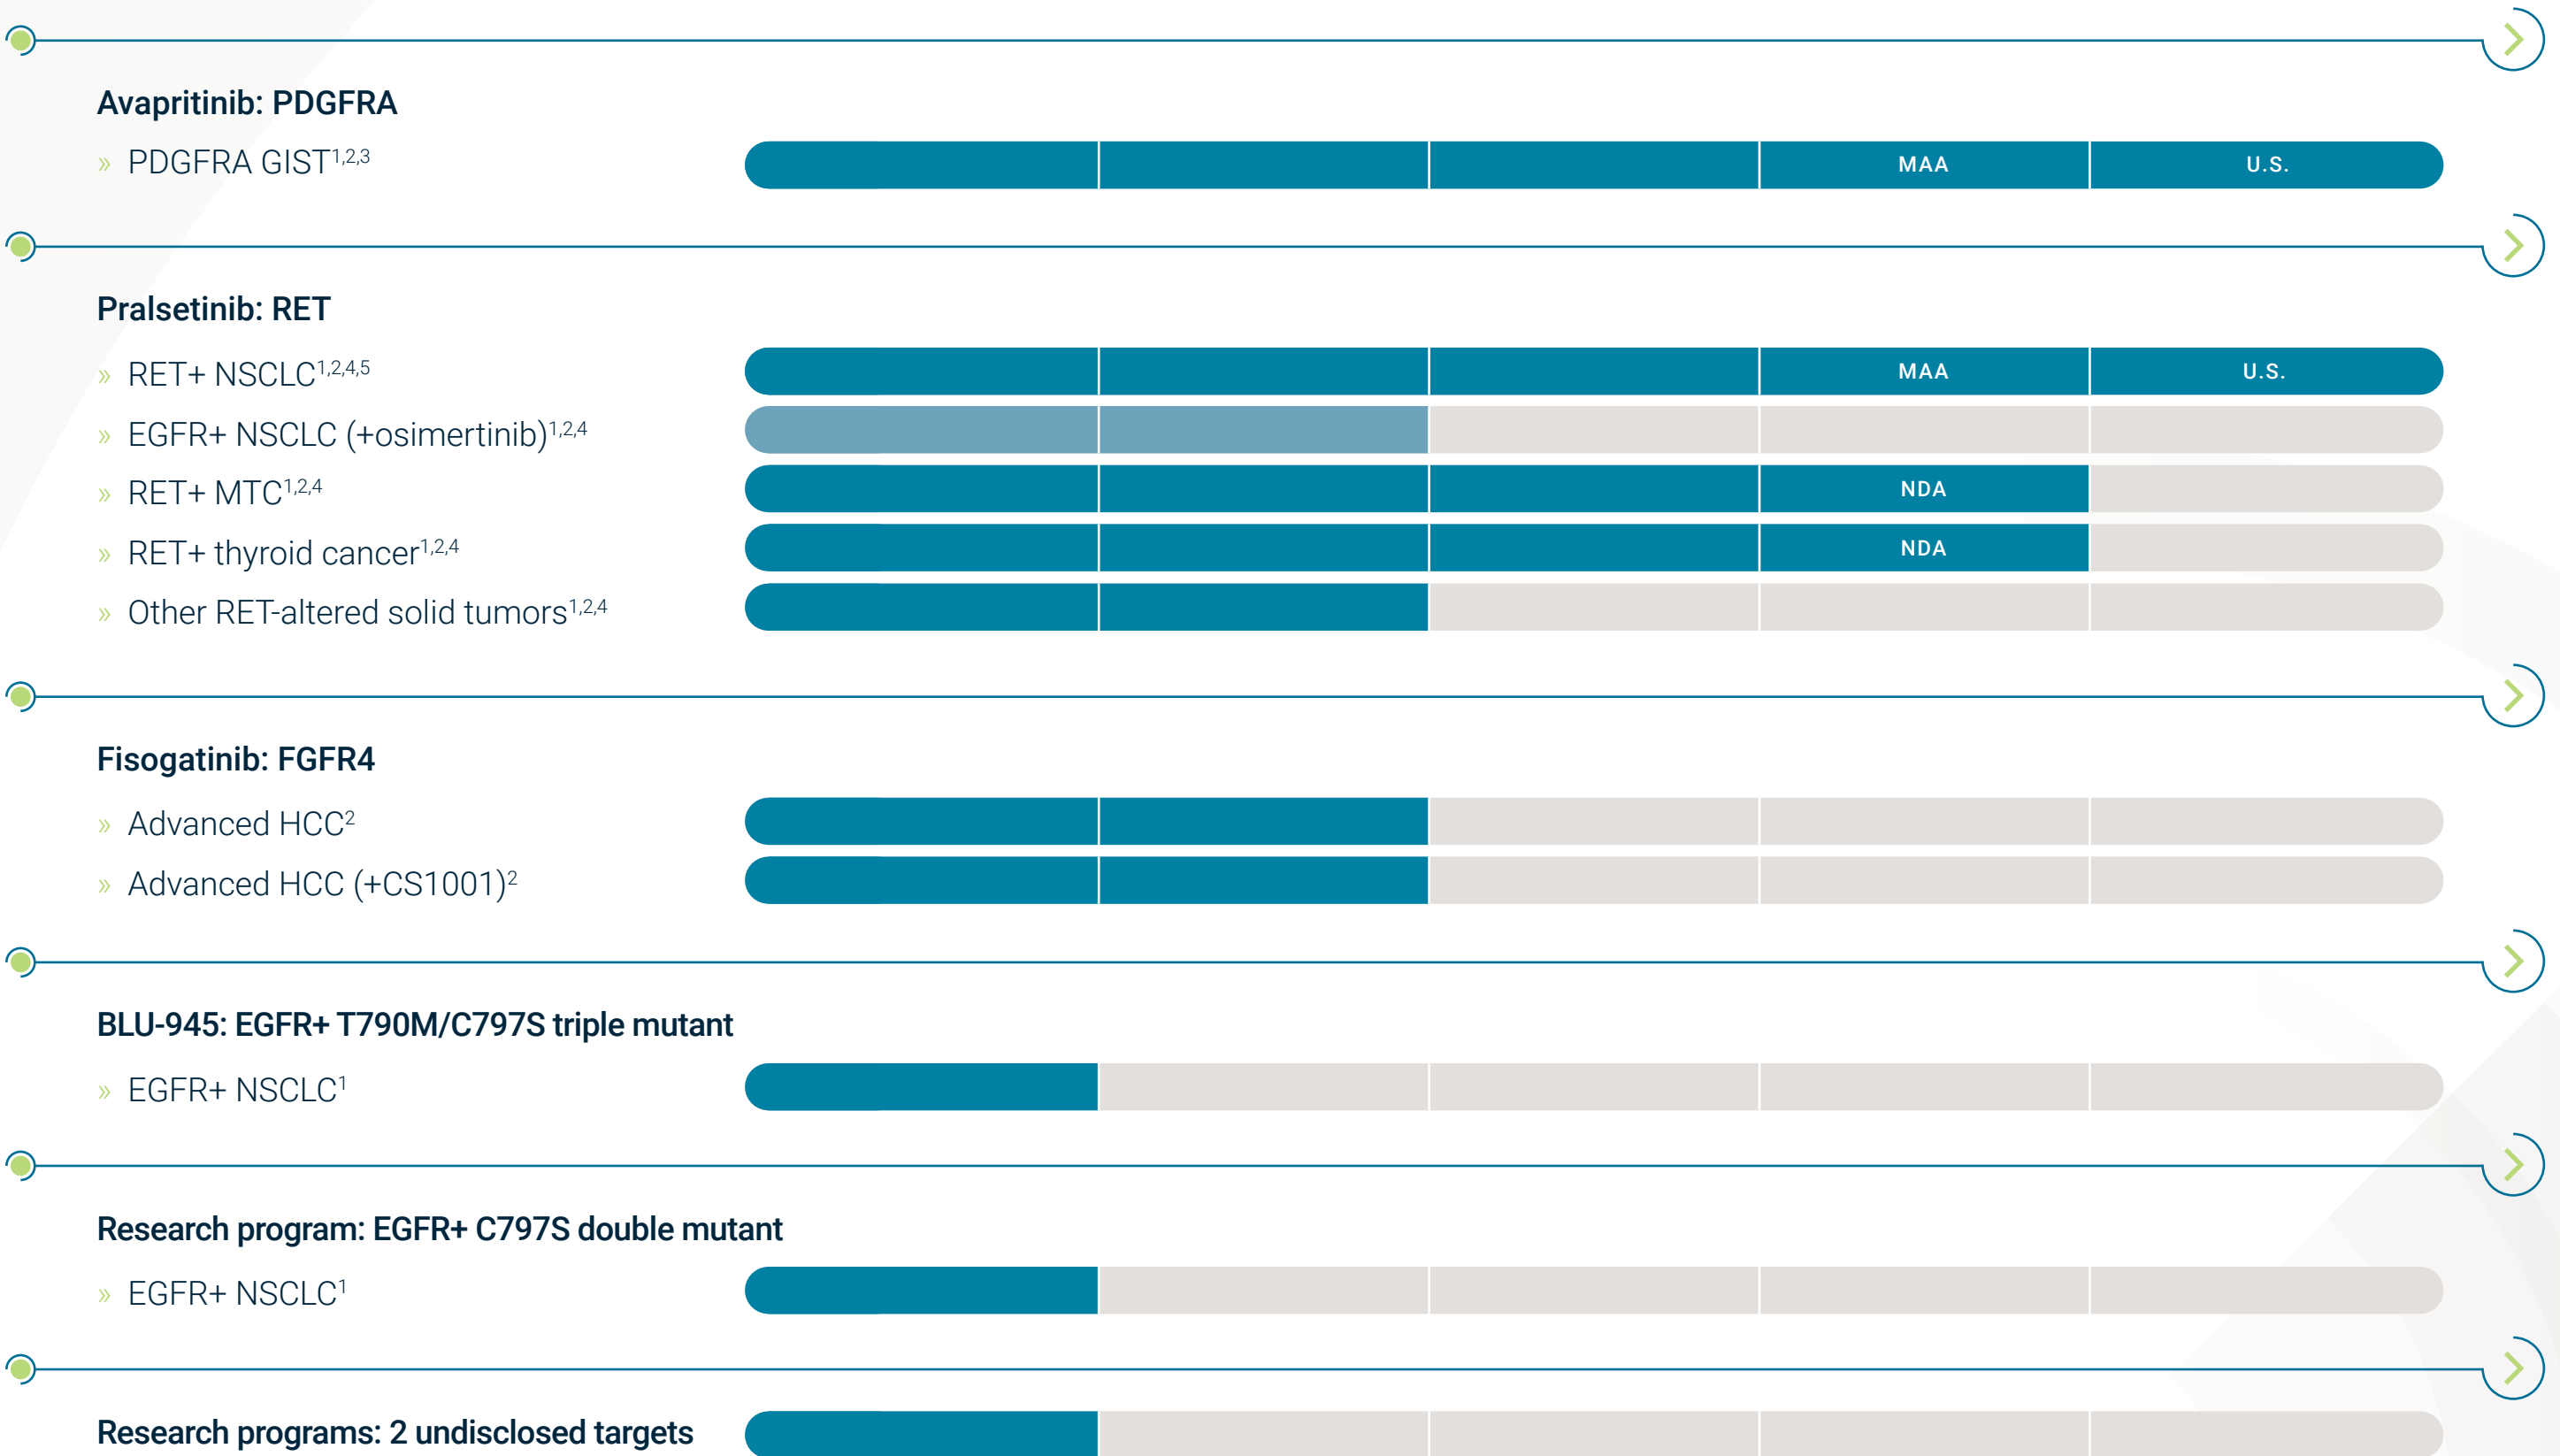 Avapritinib: PDGFRA
» PDGFRA GIST1,2,3
MAA
U.S.
Pralsetinib: RET
» RET+ NSCLC1,2,4,5
MAA
U.S.
» EGFR+ NSCLC (+osimertinib)1,2,4
» RET+ MTC1,2,4
NDA
» RET+ thyroid cancer1,2,4
NDA
» Other RET-altered solid tumors1,2,4
Fisogatinib: FGFR4
» Advanced HCC2
» Advanced HCC (+CS1001)2
BLU-945: EGFR+ T790M/C797S triple mutant
» EGFR+ NSCLC1
Research program: EGFR+ C797S double mutant
» EGFR+ NSCLC1
Research programs: 2 undisclosed targets